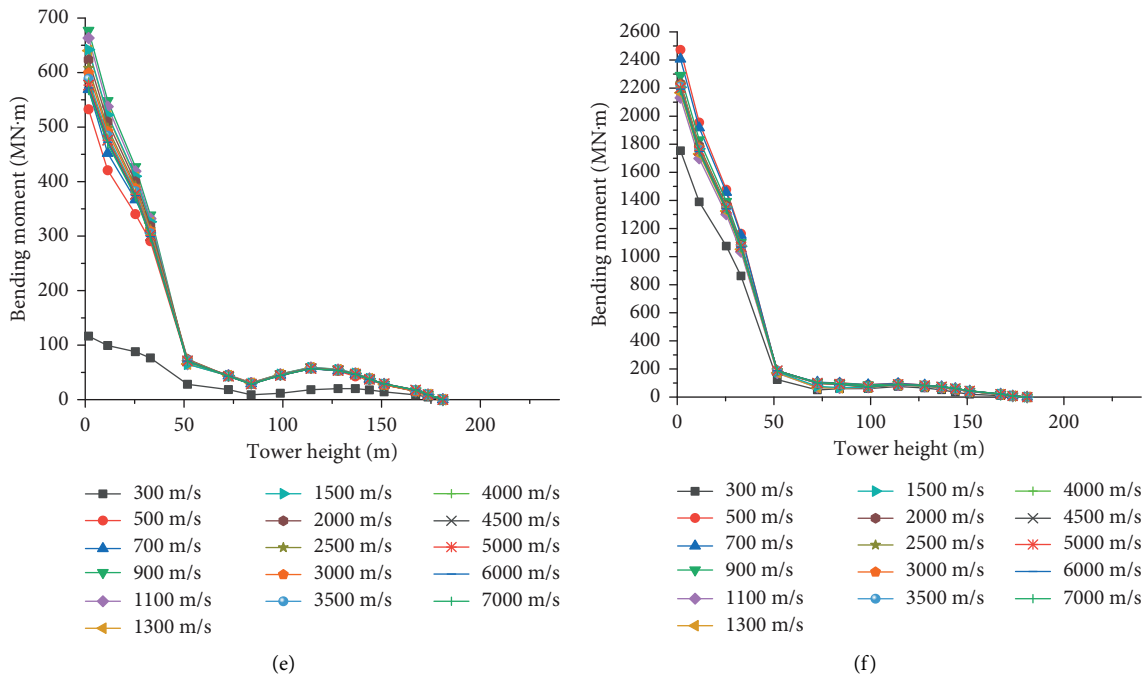 700
600
500
400
300
200
100
0
Bending moment (MN·m)
0 50 100 150 200
Tower height (m)
300 m/s
500 m/s
700 m/s
900 m/s
1100 m/s
1300 m/s
1500 m/s
2000 m/s
2500 m/s
3000 m/s
3500 m/s
4000 m/s
4500 m/s
5000 m/s
6000 m/s
7000 m/s
(e)
2600
2400
2200
2000
1800
1600
1400
1200
1000
800
600
400
200
0
Bending moment (MN·m)
0 50 100 150 200
Tower height (m)
300 m/s
500 m/s
700 m/s
900 m/s
1100 m/s
1300 m/s
1500 m/s
2000 m/s
2500 m/s
3000 m/s
3500 m/s
4000 m/s
4500 m/s
5000 m/s
6000 m/s
7000 m/s
(f)